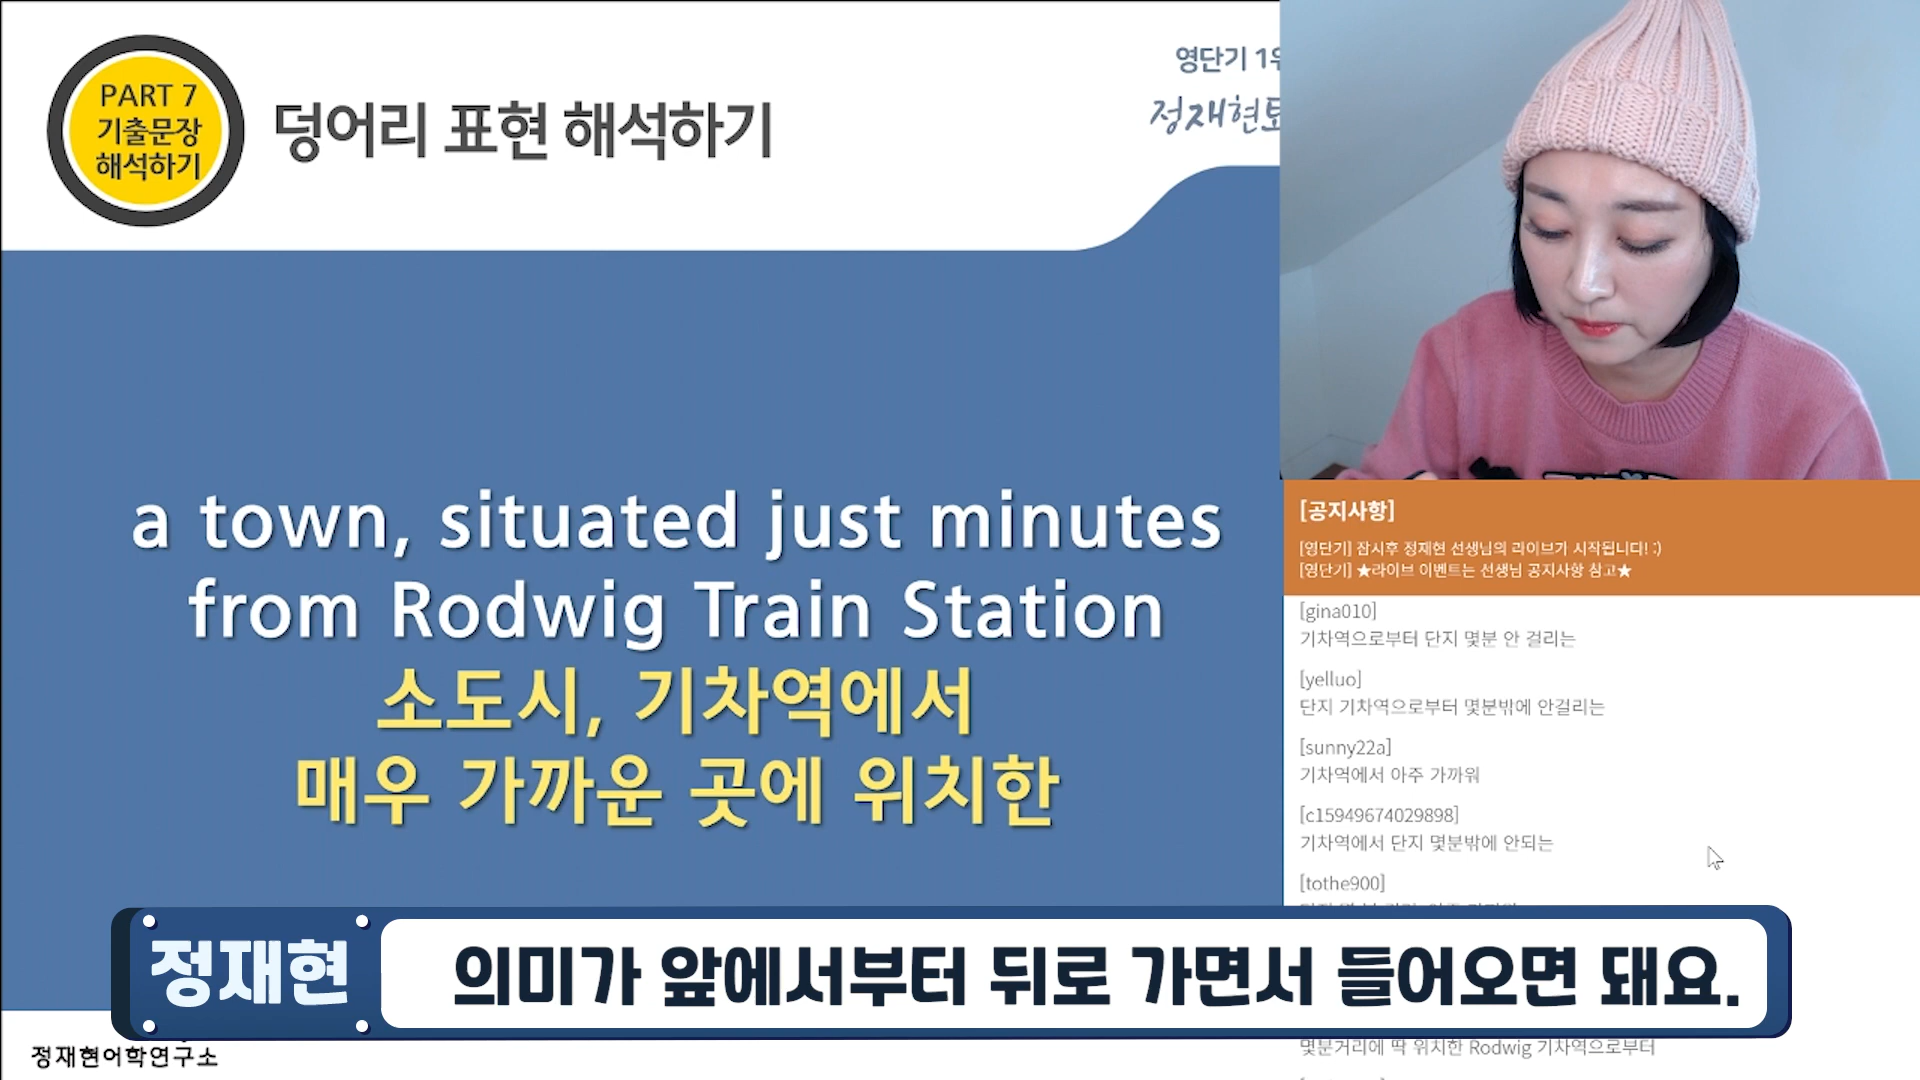 PART 7
기출문장
해석하기
덩어리 표현 해석하기
영단기 1위
정재현토
a town, situated just minutes
from Rodwig Train Station
소도시, 기차역에서
매우 가까운 곳에 위치한
[공지사항]
[영단기] 잠시후 정재현 선생님의 라이브가 시작됩니다! :)
[영단기] ★라이브 이벤트는 선생님 공지사항 참고★
[gina010]
기차역으로부터 단지 몇분 안 걸리는
[yelluo]
단지 기차역으로부터 몇분밖에 안걸리는
[sunny22a]
기차역에서 아주 가까워
[c15949674029898]
기차역에서 단지 몇분밖에 안되는
[tothe900]
정재현
의미가 앞에서부터 뒤로 가면서 들어오면 돼요.
몇분거리에 딱 위치한 Rodwig 기차역으로부터
정재현어학연구소